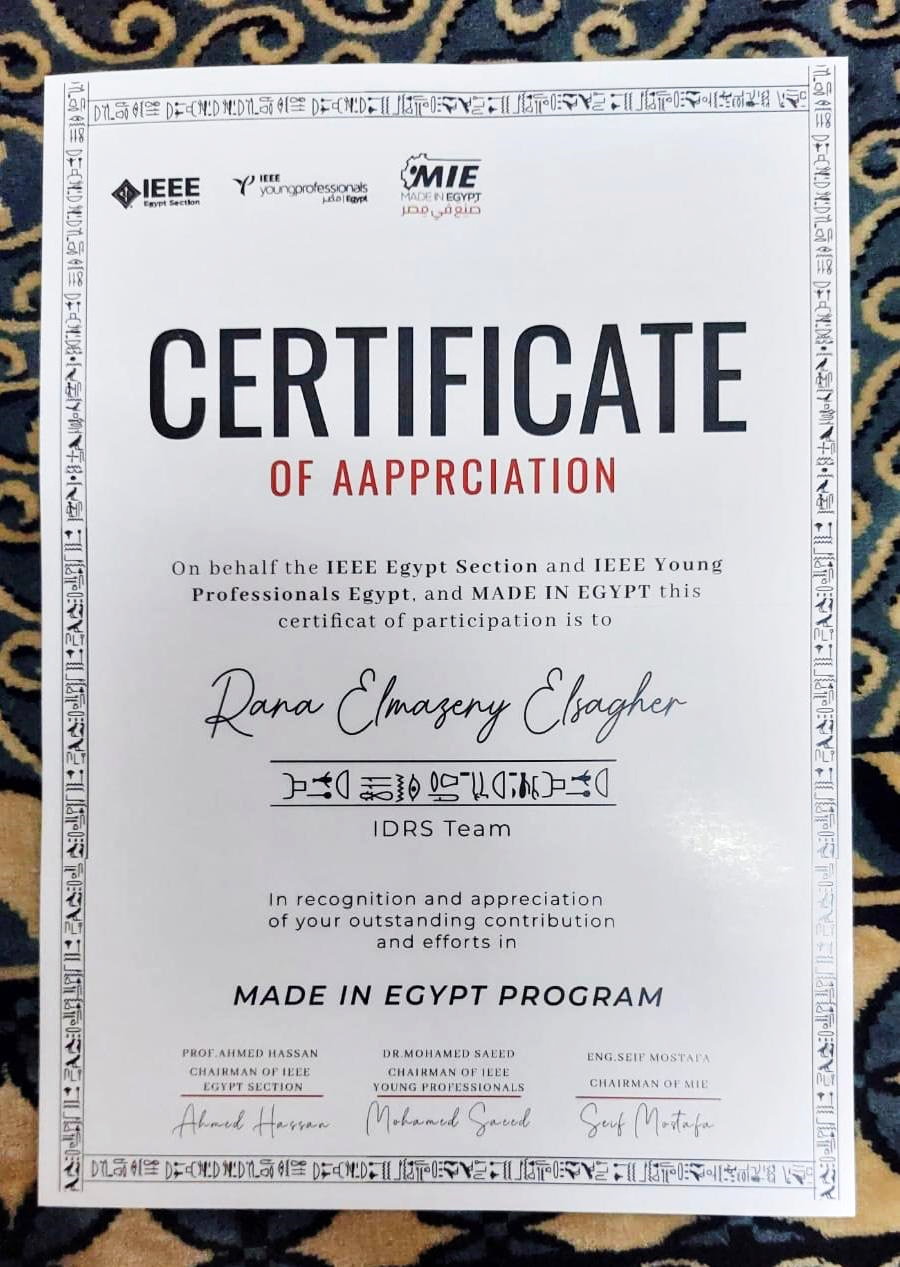 IEEE
Egypt Section
IEEE
youngprofessionals
مصر | Egypt
MIE
MADE IN EGYPT
صنع في مصر
CERTIFICATE
OF AAPPRCIATION
On behalf the IEEE Egypt Section and IEEE Young
Professionals Egypt, and MADE IN EGYPT this
certificat of participation is to
Rana Elmazeny Elsagher
IDRS Team
In recognition and appreciation
of your outstanding contribution
and efforts in
MADE IN EGYPT PROGRAM
PROF.AHMED HASSAN
CHAIRMAN OF IEEE
EGYPT SECTION
Ahmed Hassan
DR.MOHAMED SAEED
CHAIRMAN OF IEEE
YOUNG PROFESSIONALS
Mohamed Saeed
ENG.SEIF MOSTAFA
CHAIRMAN OF MIE
Seif Mostafa